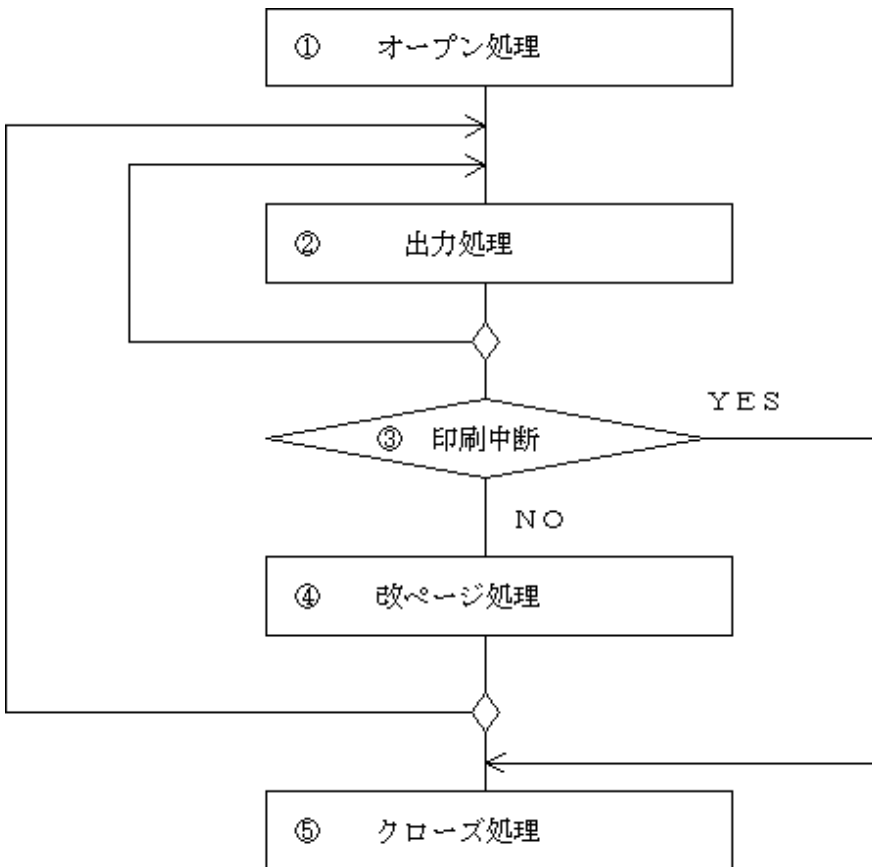 ① オープン処理
② 出力処理
YES
③ 印刷中断
NO
④ 改ページ処理
⑤ クローズ処理